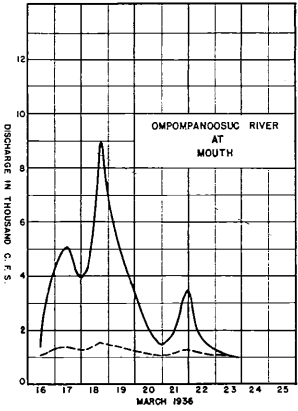 12
10
8
6
4
2
0
DISCHARGE IN THOUSAND C.F.S.
OMPOMPANOOSUC RIVER
AT
MOUTH
16 17 18 19 20 21 22 23 24 25
MARCH 1936